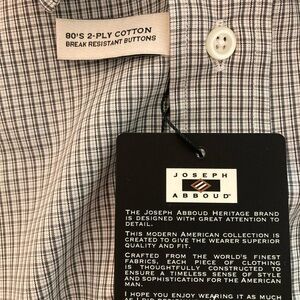 80'S 2-PLY COTTON
BREAK RESISTANT BUTTONS
JOSEPH
ABBOUD®
THE JOSEPH ABBOUD HERITAGE BRAND
IS DESIGNED WITH GREAT ATTENTION TO
DETAIL.
THIS MODERN AMERICAN COLLECTION IS
CREATED TO GIVE THE WEARER SUPERIOR
QUALITY AND FIT.
CRAFTED FROM THE WORLD'S FINEST
FABRICS, EACH PIECE OF CLOTHING
IS THOUGHTFULLY CONSTRUCTED TO
ENSURE A TIMELESS SENSE OF STYLE
AND SOPHISTICATION FOR THE AMERICAN
MAN.
I HOPE YOU ENJOY WEARING IT AS MUCH